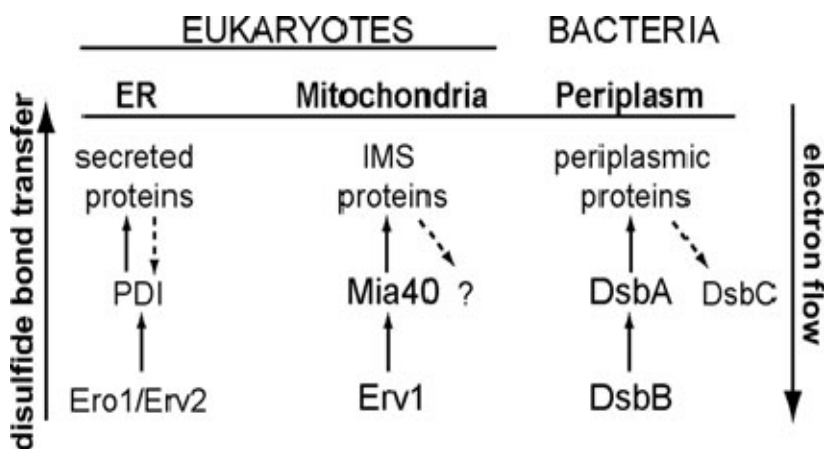 EUKARYOTES BACTERIA
ER Mitochondria Periplasm
disulfide bond transfer
secreted IMS periplasmic
proteins proteins proteins
PDI Mia40 ? DsbA DsbC
Ero1/Erv2 Erv1 DsbB
electron flow